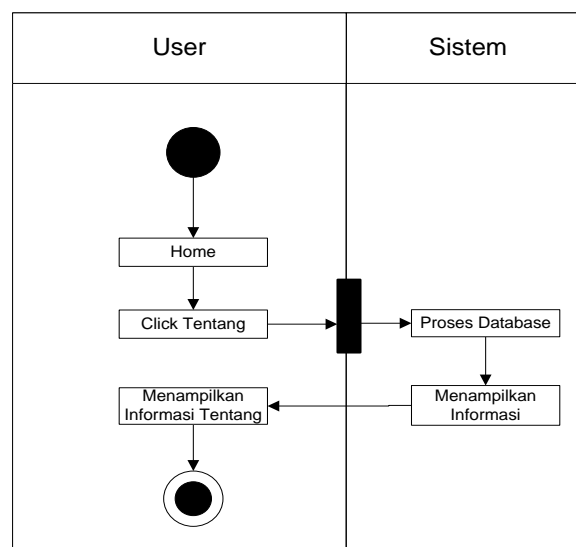 User
Sistem
Home
Click Tentang
Proses Database
Menampilkan
Informasi
Menampilkan
Informasi Tentang